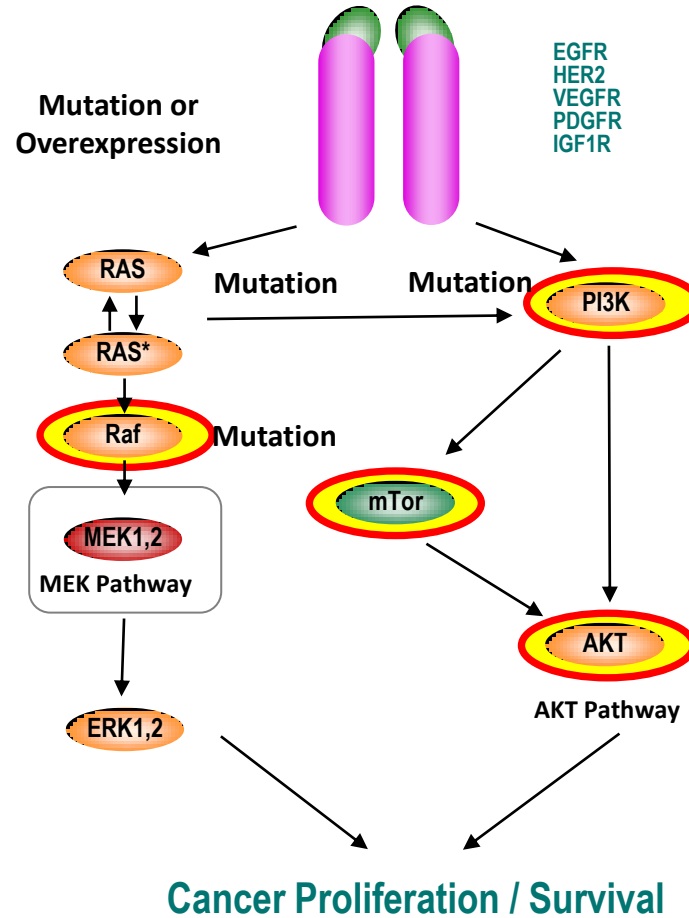 EGFR
HER2
VEGFR
PDGFR
IGF1R
Mutation or
Overexpression
RAS
Mutation
Mutation
PI3K
RAS*
Raf
Mutation
mTor
MEK1,2
MEK Pathway
AKT
AKT Pathway
ERK1,2
Cancer Proliferation / Survival